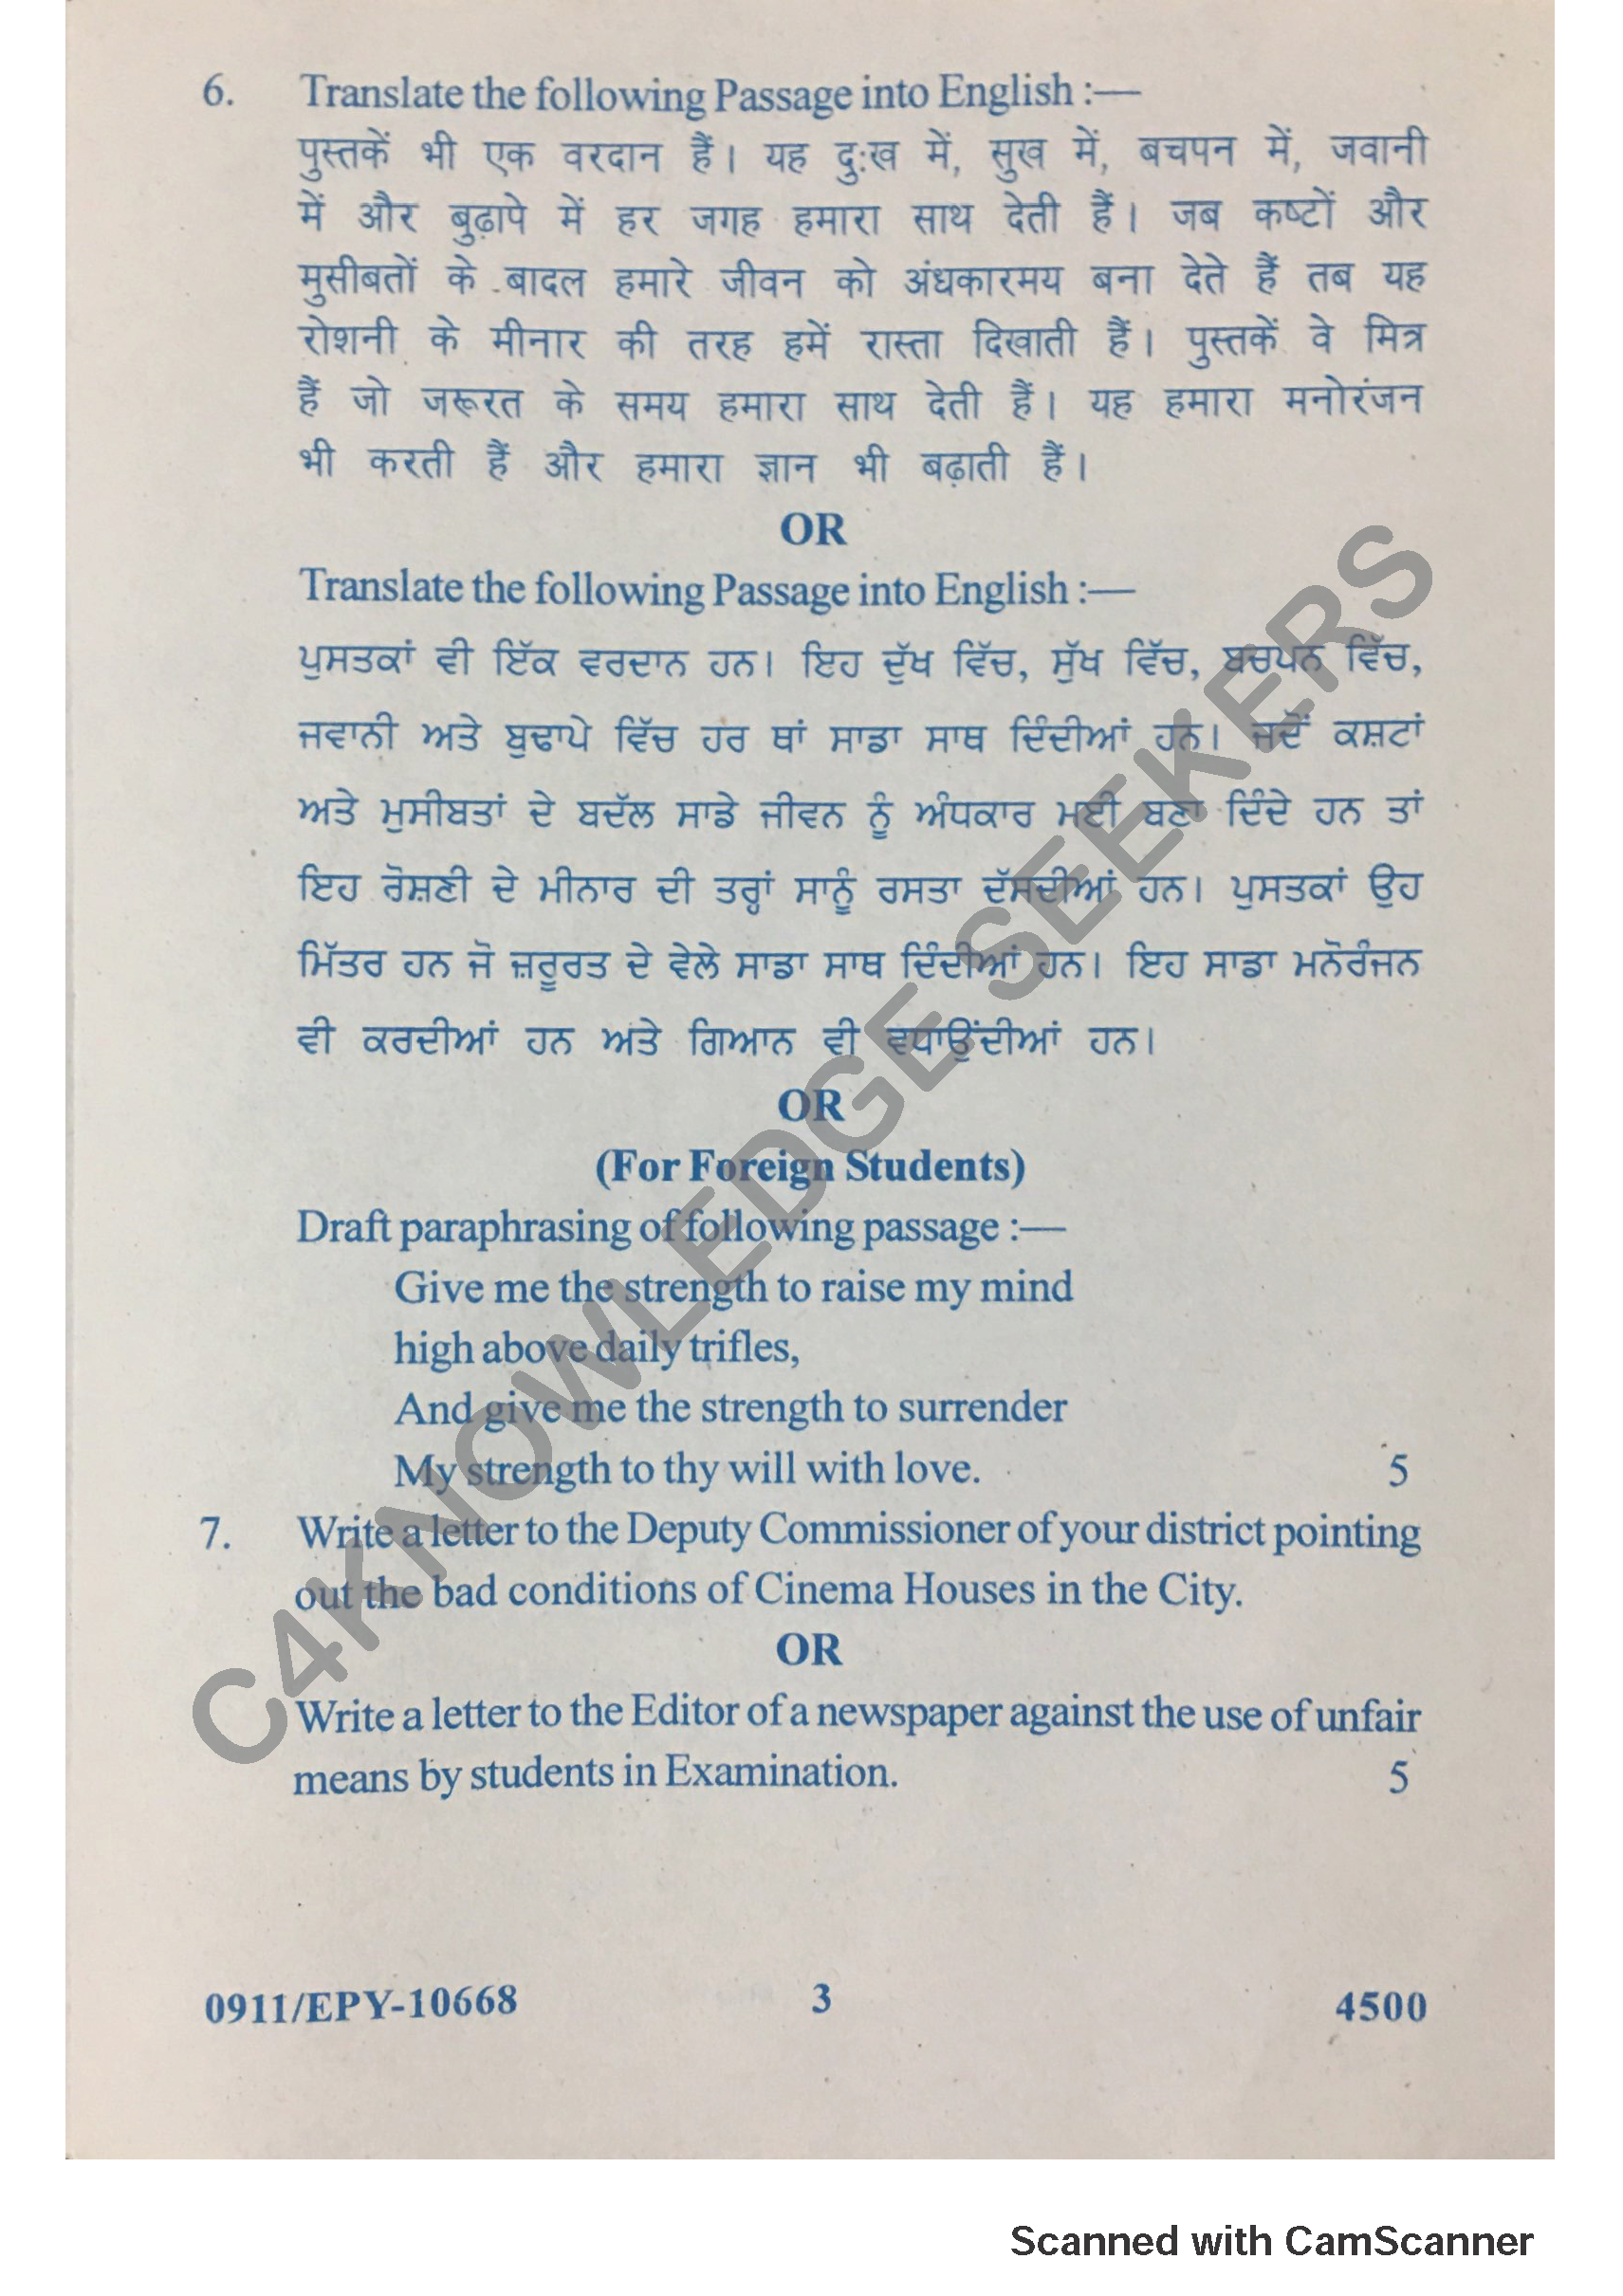 6. Translate the following Passage into English :—
पुस्तकें भी एक वरदान हैं। यह दु:ख में, सुख में, बचपन में, जवानी
में और बुढ़ापे में हर जगह हमारा साथ देती हैं। जब कष्टों और
मुसीबतों के बादल हमारे जीवन को अंधकारमय बना देते हैं तब यह
रोशनी के मीनार की तरह हमें रास्ता दिखाती हैं। पुस्तकें वे मित्र
हैं जो जरूरत के समय हमारा साथ देती हैं। यह हमारा मनोरंजन
भी करती हैं और हमारा ज्ञान भी बढ़ाती हैं।
OR
Translate the following Passage into English :—
ਪੁਸਤਕਾਂ ਵੀ ਇੱਕ ਵਰਦਾਨ ਹਨ। ਇਹ ਦੁੱਖ ਵਿੱਚ, ਸੁੱਖ ਵਿੱਚ, ਬਚਪਨ ਵਿੱਚ,
ਜਵਾਨੀ ਅਤੇ ਬੁਢਾਪੇ ਵਿੱਚ ਹਰ ਥਾਂ ਸਾਡਾ ਸਾਥ ਦਿੰਦੀਆਂ ਹਨ। ਜਦੋਂ ਕਸ਼ਟਾਂ
ਅਤੇ ਮੁਸੀਬਤਾਂ ਦੇ ਬਦੱਲ ਸਾਡੇ ਜੀਵਨ ਨੂੰ ਅੰਧਕਾਰ ਮਈ ਬਣਾ ਦਿੰਦੇ ਹਨ ਤਾਂ
ਇਹ ਰੋਸ਼ਣੀ ਦੇ ਮੀਨਾਰ ਦੀ ਤਰ੍ਹਾਂ ਸਾਨੂੰ ਰਸਤਾ ਦੱਸਦੀਆਂ ਹਨ। ਪੁਸਤਕਾਂ ਉਹ
ਮਿੱਤਰ ਹਨ ਜੋ ਜ਼ਰੂਰਤ ਦੇ ਵੇਲੇ ਸਾਡਾ ਸਾਥ ਦਿੰਦੀਆਂ ਹਨ। ਇਹ ਸਾਡਾ ਮਨੋਰੰਜਨ
ਵੀ ਕਰਦੀਆਂ ਹਨ ਅਤੇ ਗਿਆਨ ਵੀ ਵਧਾਉਂਦੀਆਂ ਹਨ।
OR
(For Foreign Students)
Draft paraphrasing of following passage :—
Give me the strength to raise my mind
high above daily trifles,
And give me the strength to surrender
My strength to thy will with love. 5
7. Write a letter to the Deputy Commissioner of your district pointing
out the bad conditions of Cinema Houses in the City.
OR
Write a letter to the Editor of a newspaper against the use of unfair
means by students in Examination. 5
0911/EPY-10668 3 4500
C4KNOWLEDGE SEEKERS
Scanned with CamScanner